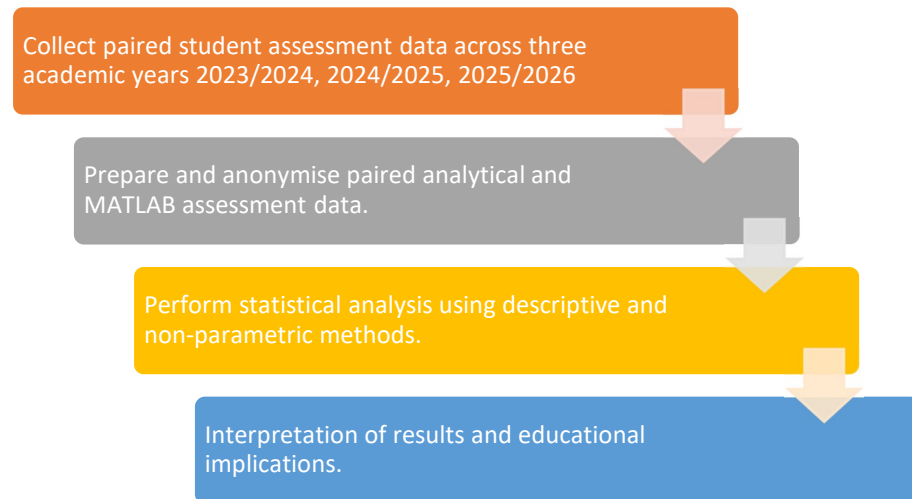 Collect paired student assessment data across three
academic years 2023/2024, 2024/2025, 2025/2026
Prepare and anonymise paired analytical and
MATLAB assessment data.
Perform statistical analysis using descriptive and
non-parametric methods.
Interpretation of results and educational
implications.